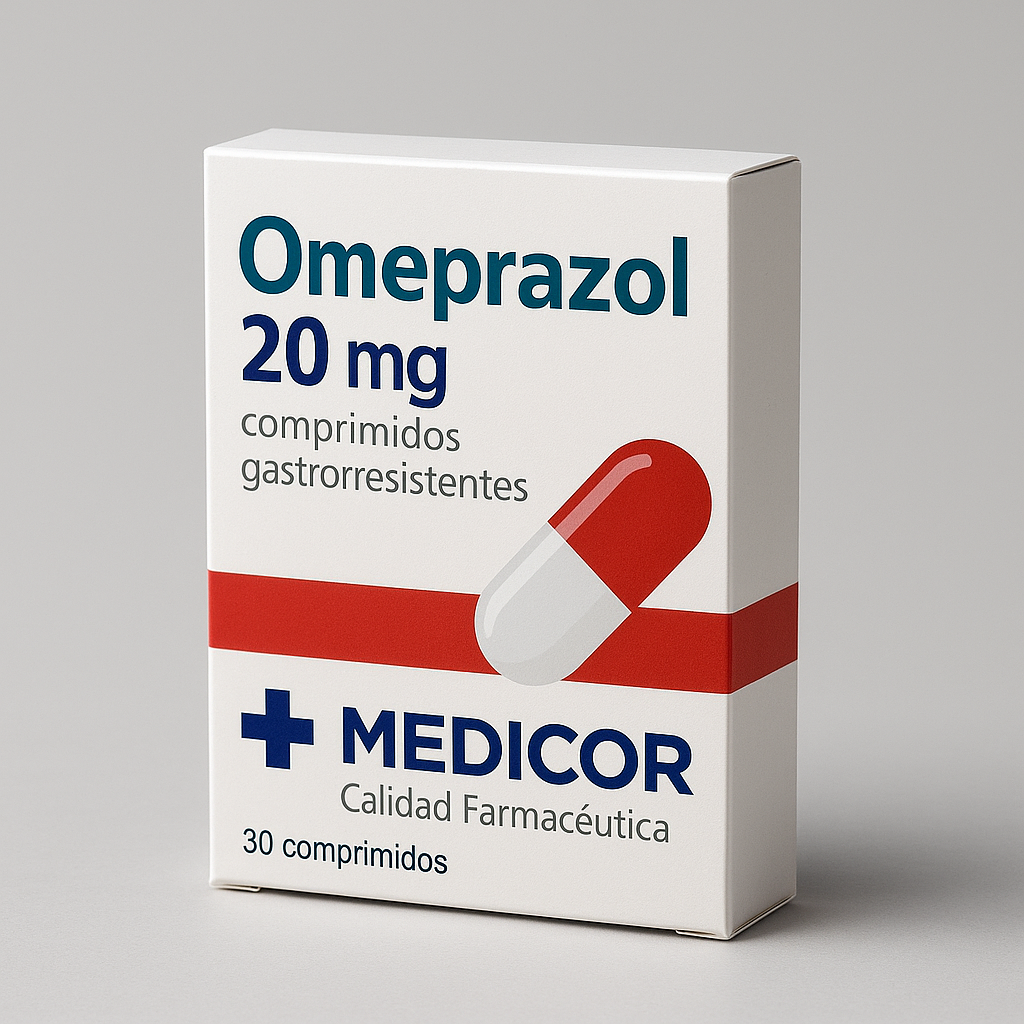 Omeprazol
20 mg
comprimidos
gastrorresistentes
MEDICOR
Calidad Farmacéutica
30 comprimidos